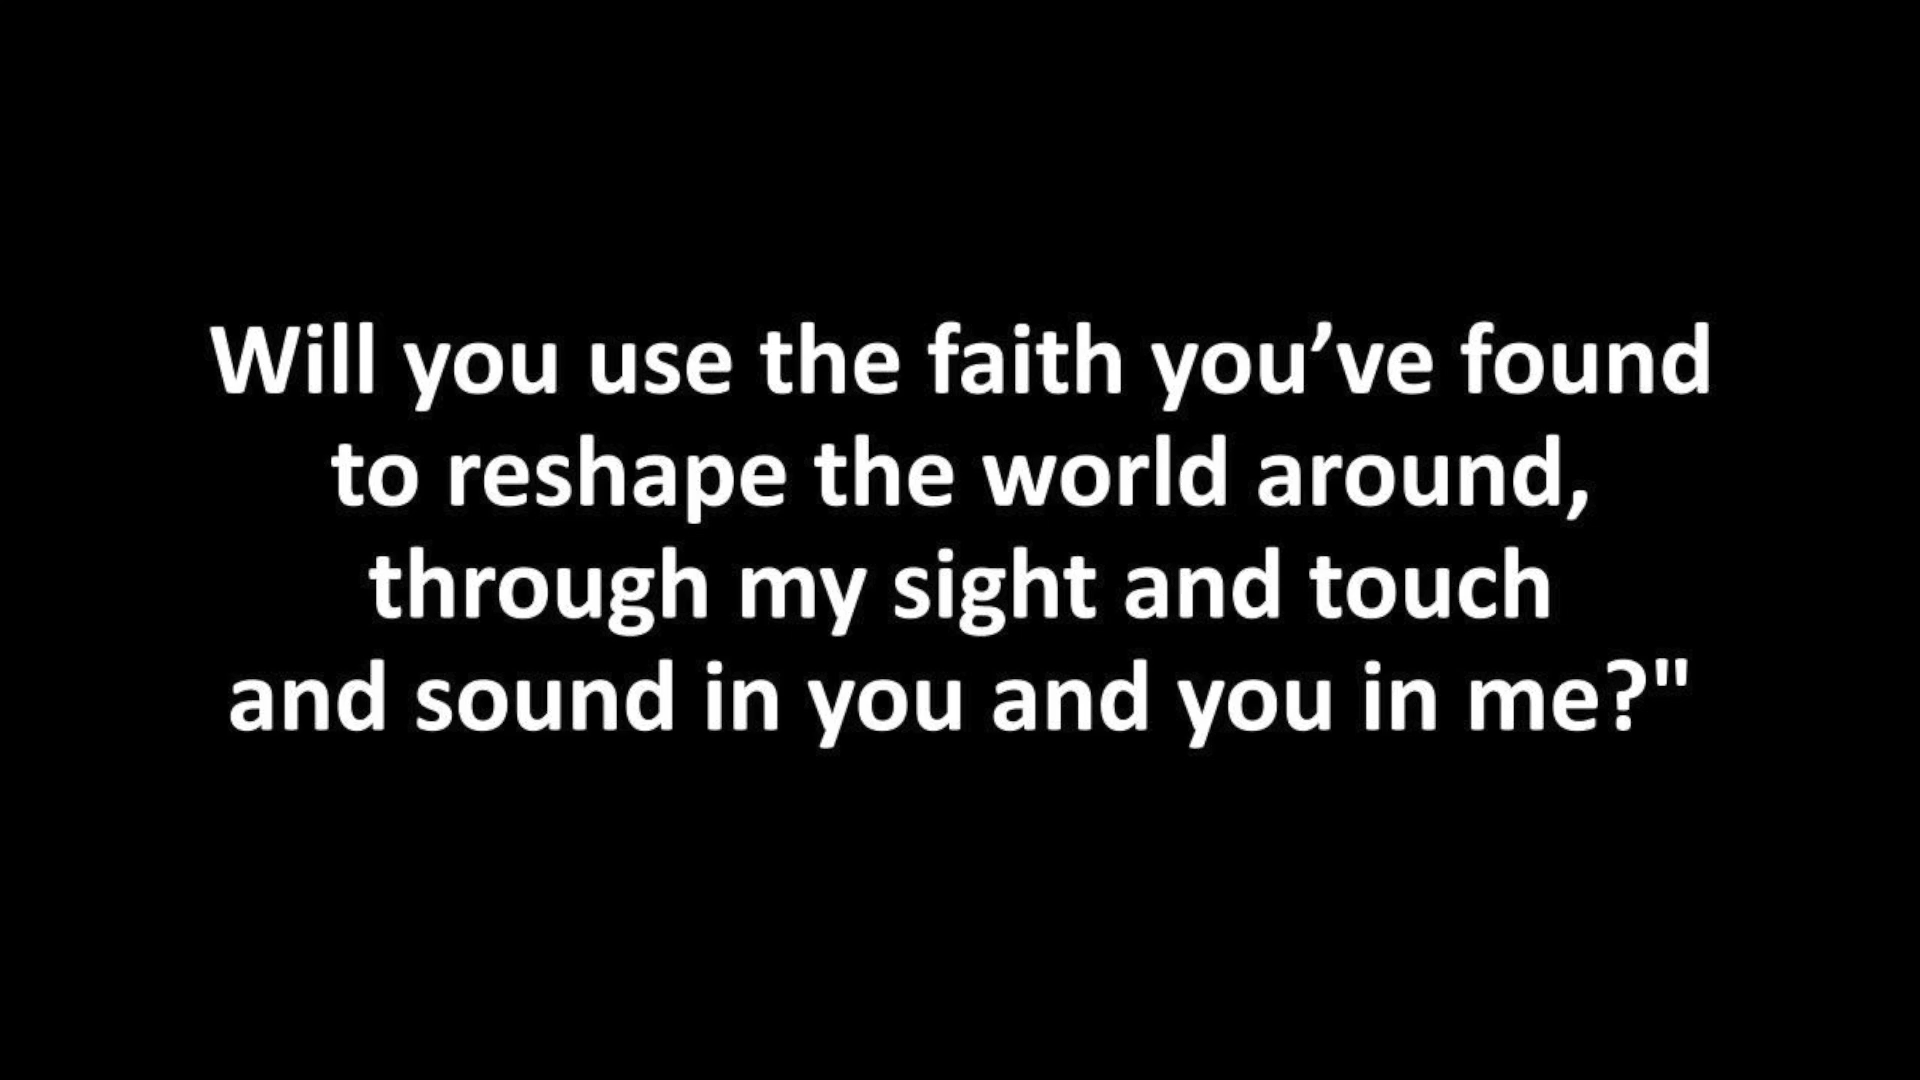 Will you use the faith you’ve found
to reshape the world around,
through my sight and touch
and sound in you and you in me?"